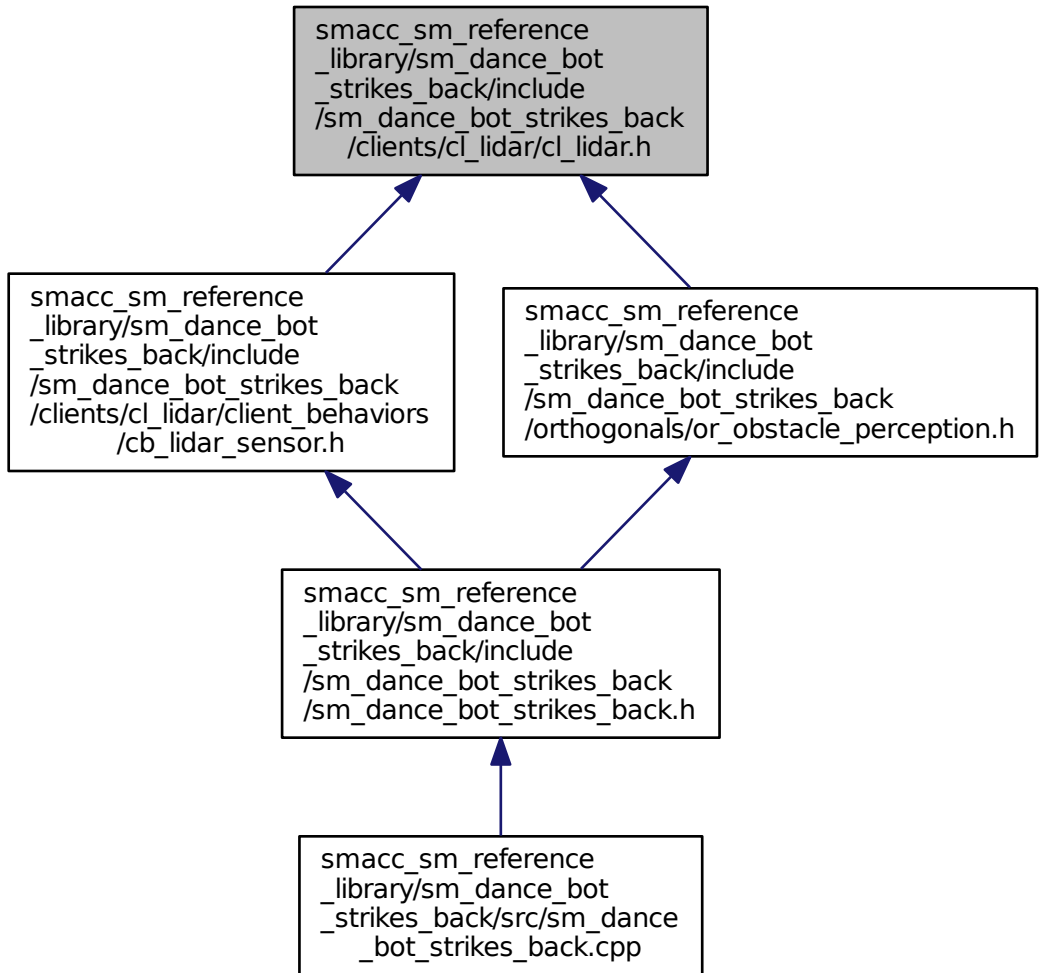 smacc_sm_reference
_library/sm_dance_bot
_strikes_back/include
/sm_dance_bot_strikes_back
/clients/cl_lidar/cl_lidar.h
smacc_sm_reference
_library/sm_dance_bot
_strikes_back/include
/sm_dance_bot_strikes_back
/clients/cl_lidar/client_behaviors
/cb_lidar_sensor.h
smacc_sm_reference
_library/sm_dance_bot
_strikes_back/include
/sm_dance_bot_strikes_back
/orthogonals/or_obstacle_perception.h
smacc_sm_reference
_library/sm_dance_bot
_strikes_back/include
/sm_dance_bot_strikes_back
/sm_dance_bot_strikes_back.h
smacc_sm_reference
_library/sm_dance_bot
_strikes_back/src/sm_dance
_bot_strikes_back.cpp